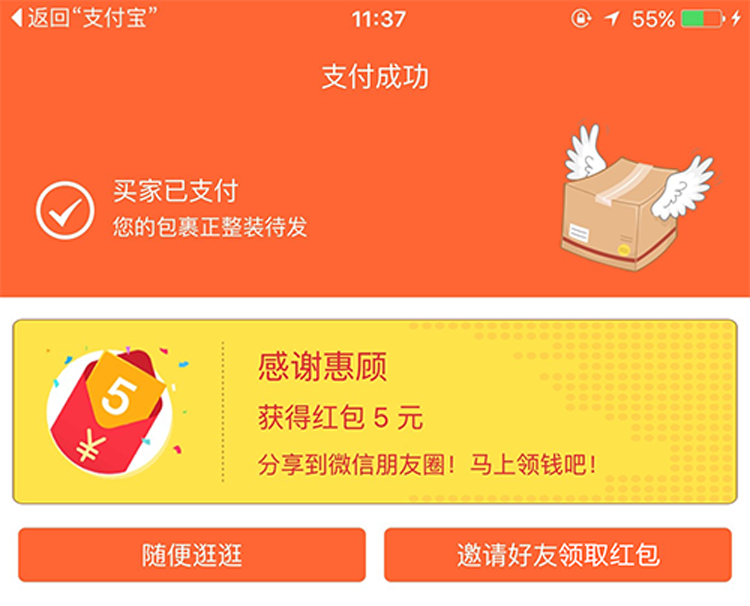 返回“支付宝”
11:37
55%
支付成功
买家已支付
您的包裹正整装待发
5
¥
感谢惠顾
获得红包 5 元
分享到微信朋友圈！马上领钱吧！
随便逛逛
邀请好友领取红包